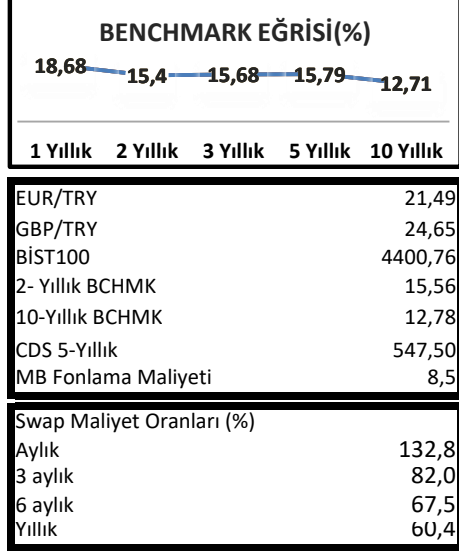 BENCHMARK EĞRİSİ(%)
18,68 15,4 15,68 15,79 12,71
1 Yıllık 2 Yıllık 3 Yıllık 5 Yıllık 10 Yıllık
EUR/TRY 21,49
GBP/TRY 24,65
BİST100 4400,76
2- Yıllık BCHMK 15,56
10-Yıllık BCHMK 12,78
CDS 5-Yıllık 547,50
MB Fonlama Maliyeti 8,5
Swap Maliyet Oranları (%)
Aylık 132,8
3 aylık 82,0
6 aylık 67,5
Yıllık 60,4